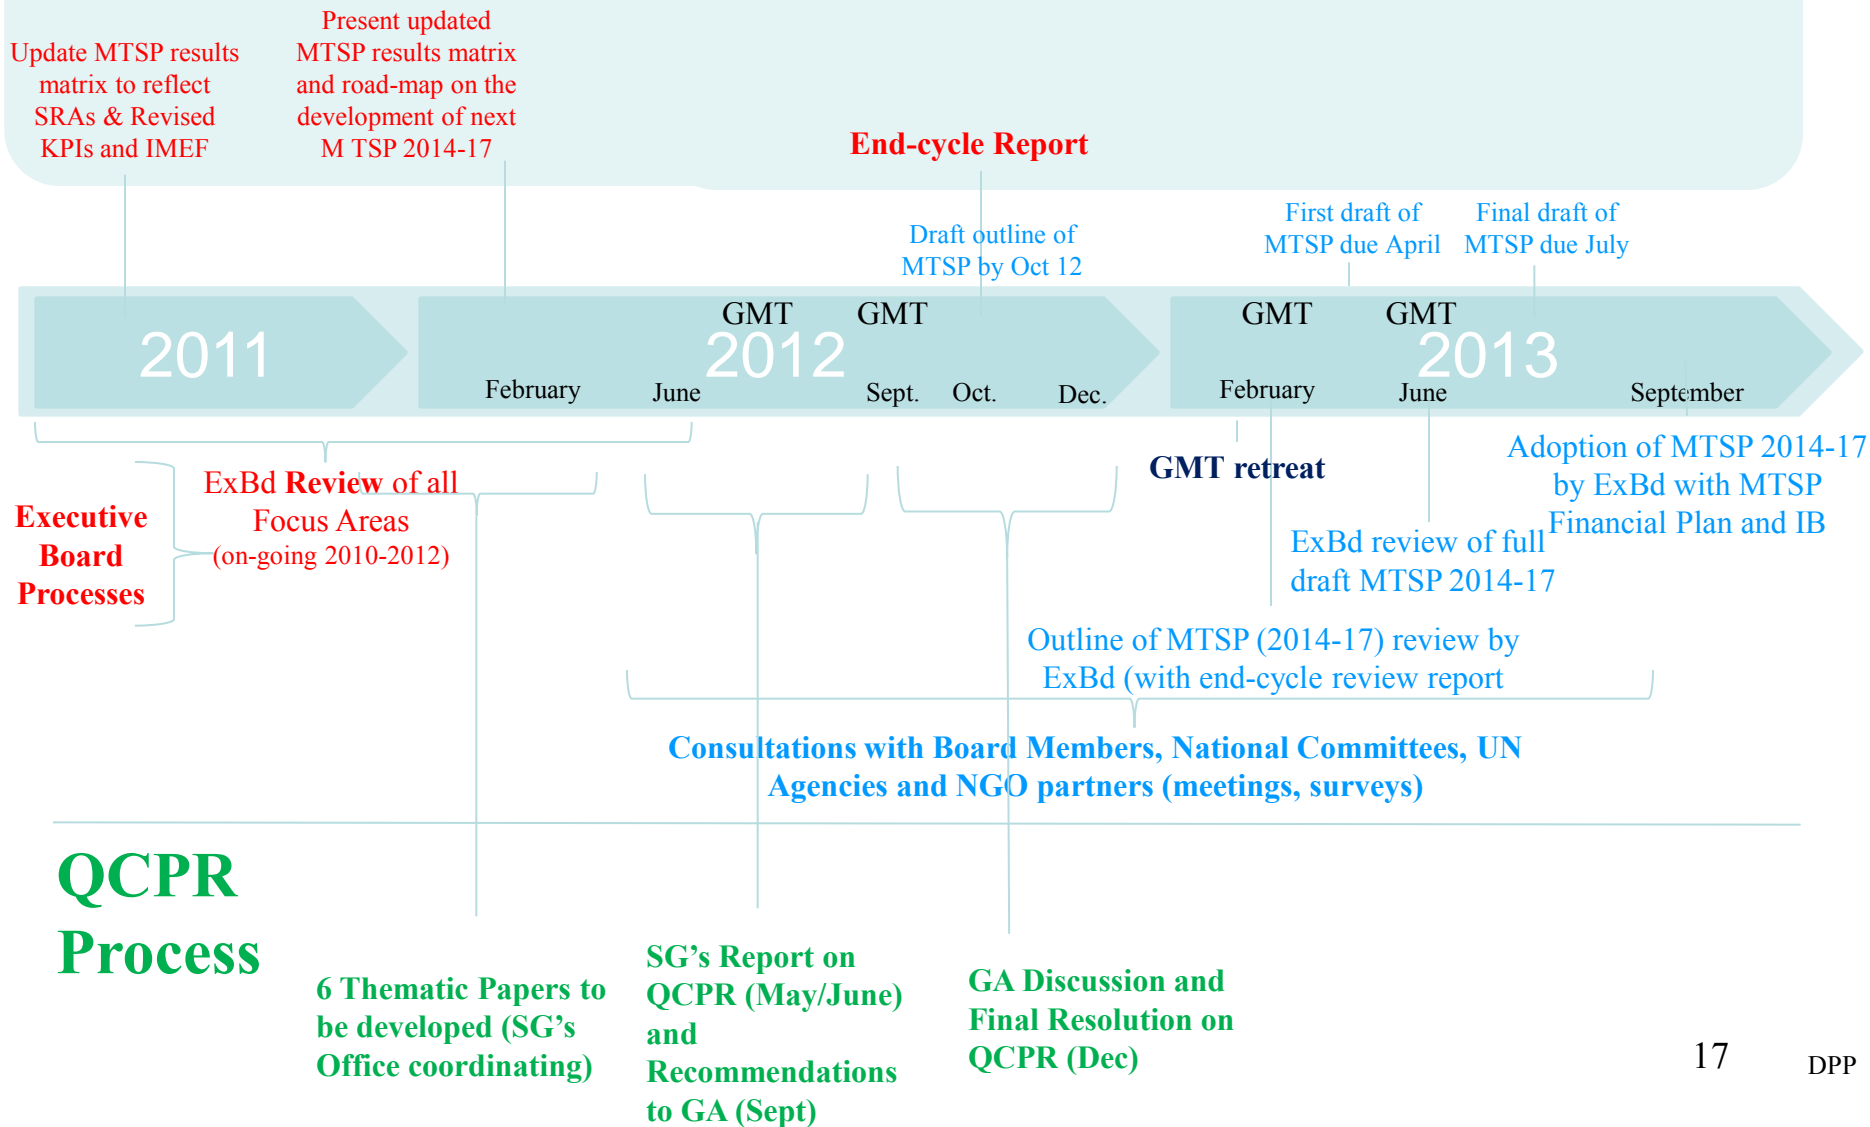 Update MTSP results
matrix to reflect
SRAs & Revised
KPIs and IMEF
Present updated
MTSP results matrix
and road-map on the
development of next
M TSP 2014-17
End-cycle Report
Draft outline of
MTSP by Oct 12
First draft of
MTSP due April
Final draft of
MTSP due July
2011
GMT
GMT
2012
February
June
Sept.
Oct.
Dec.
GMT
GMT
2013
February
June
September
Executive
Board
Processes
ExBd Review of all
Focus Areas
(on-going 2010-2012)
GMT retreat
Adoption of MTSP 2014-17
by ExBd with MTSP
Financial Plan and IB
ExBd review of full
draft MTSP 2014-17
Outline of MTSP (2014-17) review by
ExBd (with end-cycle review report
Consultations with Board Members, National Committees, UN
Agencies and NGO partners (meetings, surveys)
QCPR
Process
6 Thematic Papers to
be developed (SG’s
Office coordinating)
SG’s Report on
QCPR (May/June)
and
Recommendations
to GA (Sept)
GA Discussion and
Final Resolution on
QCPR (Dec)
17
DPP